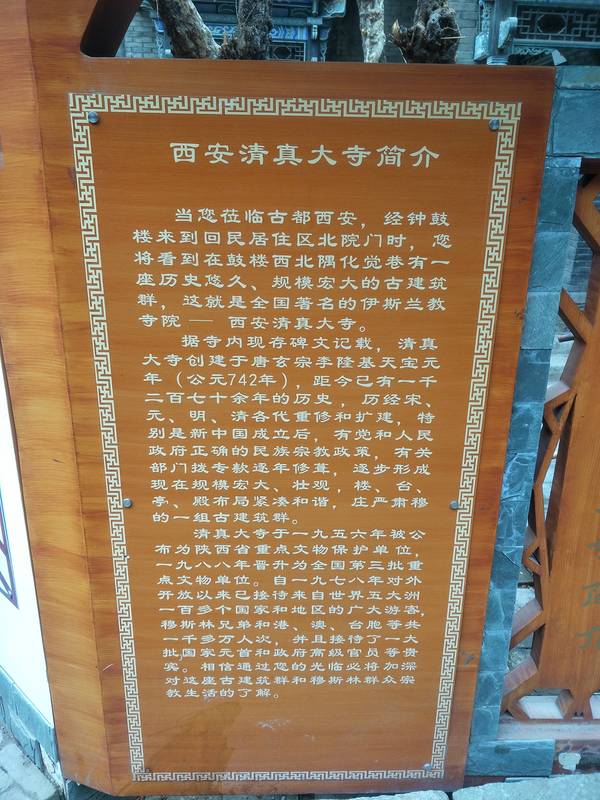 西安清真大寺简介
当您莅临古都西安，经钟鼓
楼来到回民居住区北院门时，您
将看到在鼓楼西北隅化觉巷有一
座历史悠久、规模宏大的古建筑
群，这就是全国著名的伊斯兰教
寺院 — 西安清真大寺。
据寺内现存碑文记载，清真
大寺创建于唐玄宗李隆基天宝元
年（公元742年），距今已有一千
二百七十余年的历史，历经宋、
元、明、清各代重修和扩建，特
别是新中国成立后，有党和人民
政府正确的民族宗教政策，有关
部门拨专款逐年修葺，逐步形成
现在规模宏大、壮观，楼、台、
亭、殿布局紧凑和谐，庄严肃穆
的一组古建筑群。
清真大寺于一九五六年被公
布为陕西省重点文物保护单位，
一九八八年晋升为全国第三批重
点文物单位。自一九七八年对外
开放以来已接待来自世界五大洲
一百多个国家和地区的广大游客，
穆斯林兄弟和港、澳、台胞等共
一千多万人次，并且接待了一大
批国家元首和政府高级官员等贵
宾。相信通过您的光临必将加深
对这座古建筑群和穆斯林群众宗
教生活的了解。